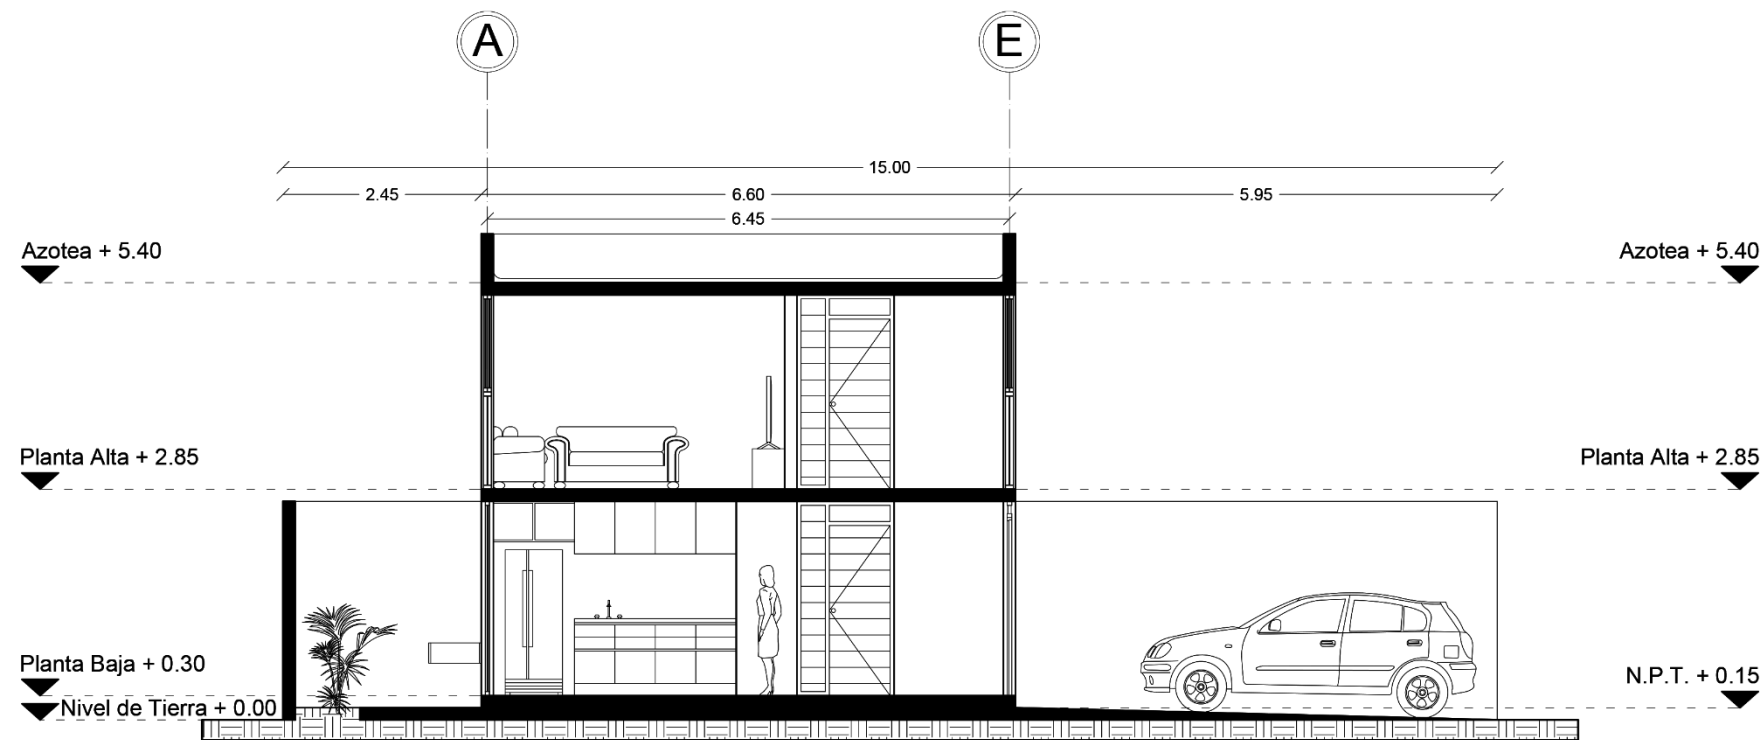 A
E
15.00
2.45
6.60
5.95
6.45
Azotea + 5.40
Azotea + 5.40
Planta Alta + 2.85
Planta Alta + 2.85
Planta Baja + 0.30
N.P.T. + 0.15
Nivel de Tierra + 0.00